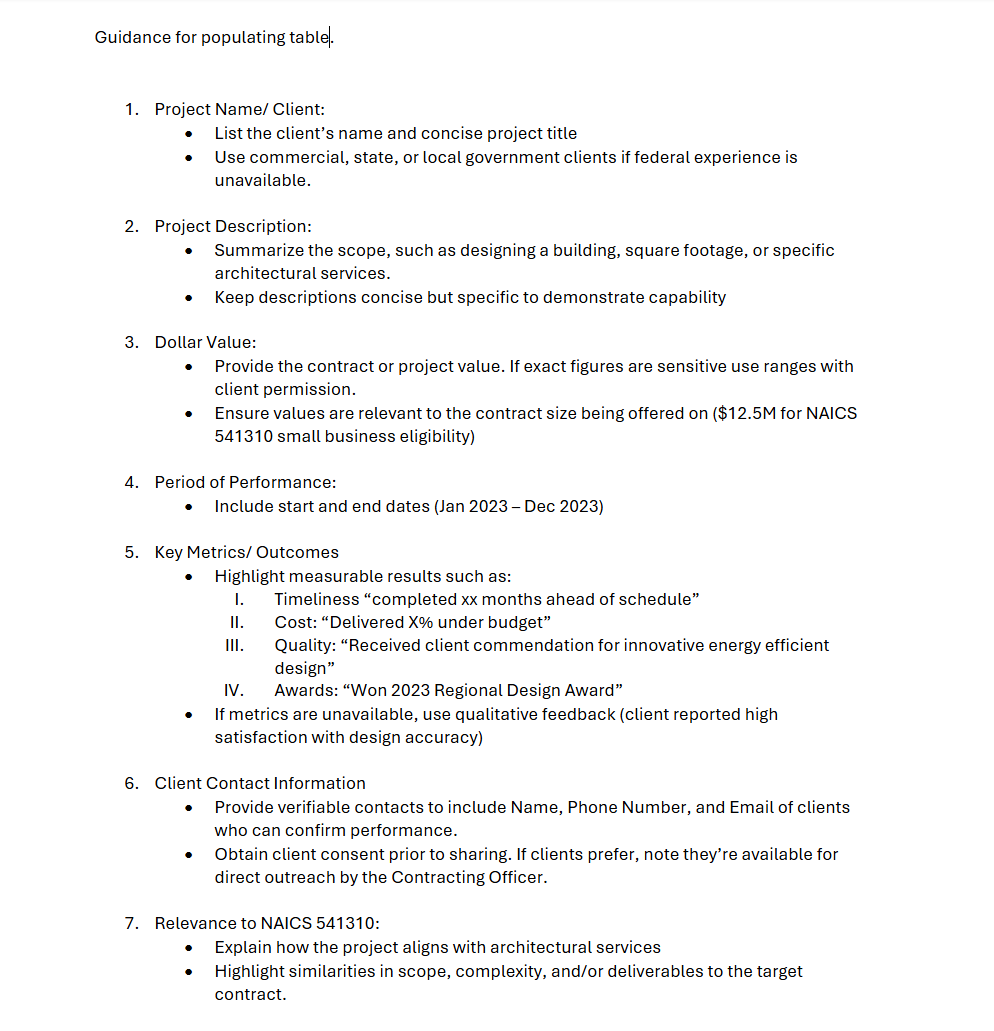 Guidance for populating table.
1. Project Name/ Client:
• List the client’s name and concise project title
• Use commercial, state, or local government clients if federal experience is
unavailable.
2. Project Description:
• Summarize the scope, such as designing a building, square footage, or specific
architectural services.
• Keep descriptions concise but specific to demonstrate capability
3. Dollar Value:
• Provide the contract or project value. If exact figures are sensitive use ranges with
client permission.
• Ensure values are relevant to the contract size being offered on ($12.5M for NAICS
541310 small business eligibility)
4. Period of Performance:
• Include start and end dates (Jan 2023 – Dec 2023)
5. Key Metrics/ Outcomes
• Highlight measurable results such as:
I. Timeliness “completed xx months ahead of schedule”
II. Cost: “Delivered X% under budget”
III. Quality: “Received client commendation for innovative energy efficient
design”
IV. Awards: “Won 2023 Regional Design Award”
• If metrics are unavailable, use qualitative feedback (client reported high
satisfaction with design accuracy)
6. Client Contact Information
• Provide verifiable contacts to include Name, Phone Number, and Email of clients
who can confirm performance.
• Obtain client consent prior to sharing. If clients prefer, note they’re available for
direct outreach by the Contracting Officer.
7. Relevance to NAICS 541310:
• Explain how the project aligns with architectural services
• Highlight similarities in scope, complexity, and/or deliverables to the target
contract.